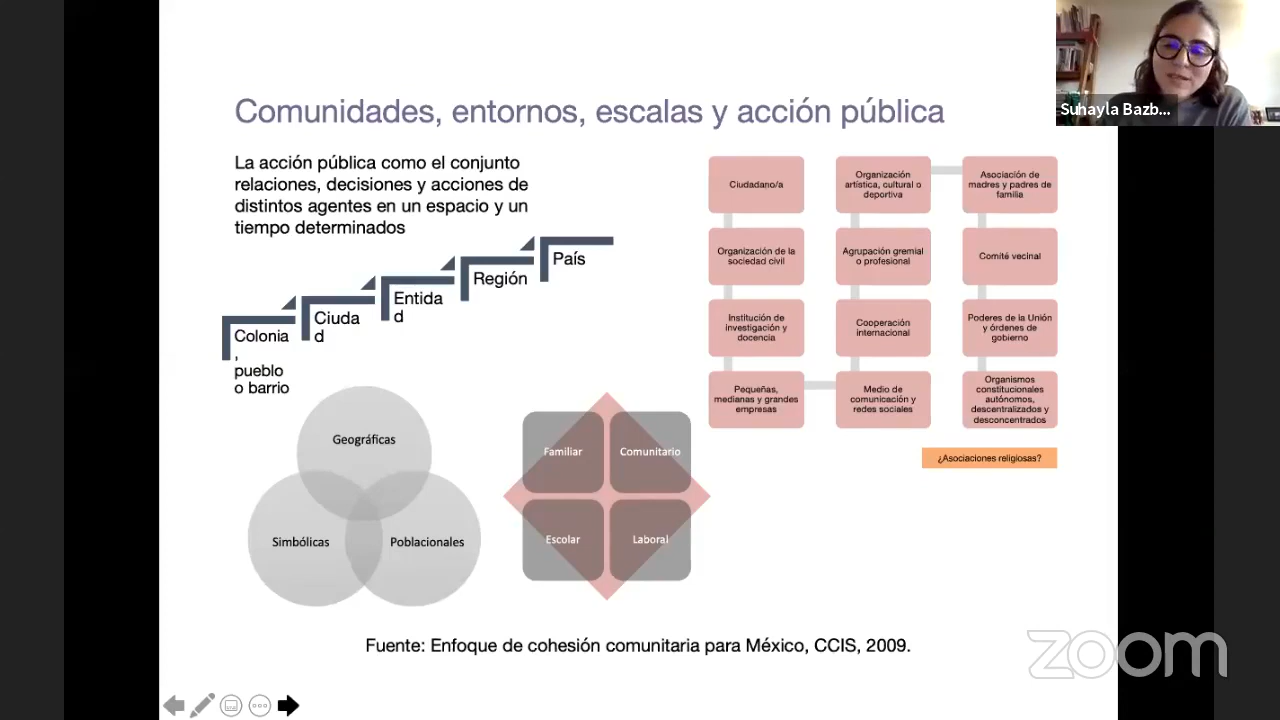 Comunidades, entornos, escalas y acción pública
La acción pública como el conjunto
relaciones, decisiones y acciones de
distintos agentes en un espacio y un
tiempo determinados
Colonia
,
pueblo
o barrio
Ciuda
d
Entida
d
Región
País
Geográficas
Simbólicas
Poblacionales
Familiar
Comunitario
Escolar
Laboral
Ciudadano/a
Organización de la
sociedad civil
Institución de
investigación y
docencia
Pequeñas,
medianas y grandes
empresas
Medio de
comunicación y
redes sociales
Cooperación
internacional
Agrupación gremial
o profesional
Organización
artística, cultural o
deportiva
Asociación de
madres y padres de
familia
Comité vecinal
Poderes de la Unión
y órdenes de
gobierno
Organismos
constitucionales
autónomos,
descentralizados y
desconcentrados
¿Asociaciones religiosas?
Fuente: Enfoque de cohesión comunitaria para México, CCIS, 2009.
Suhayla Bazb...
zoom